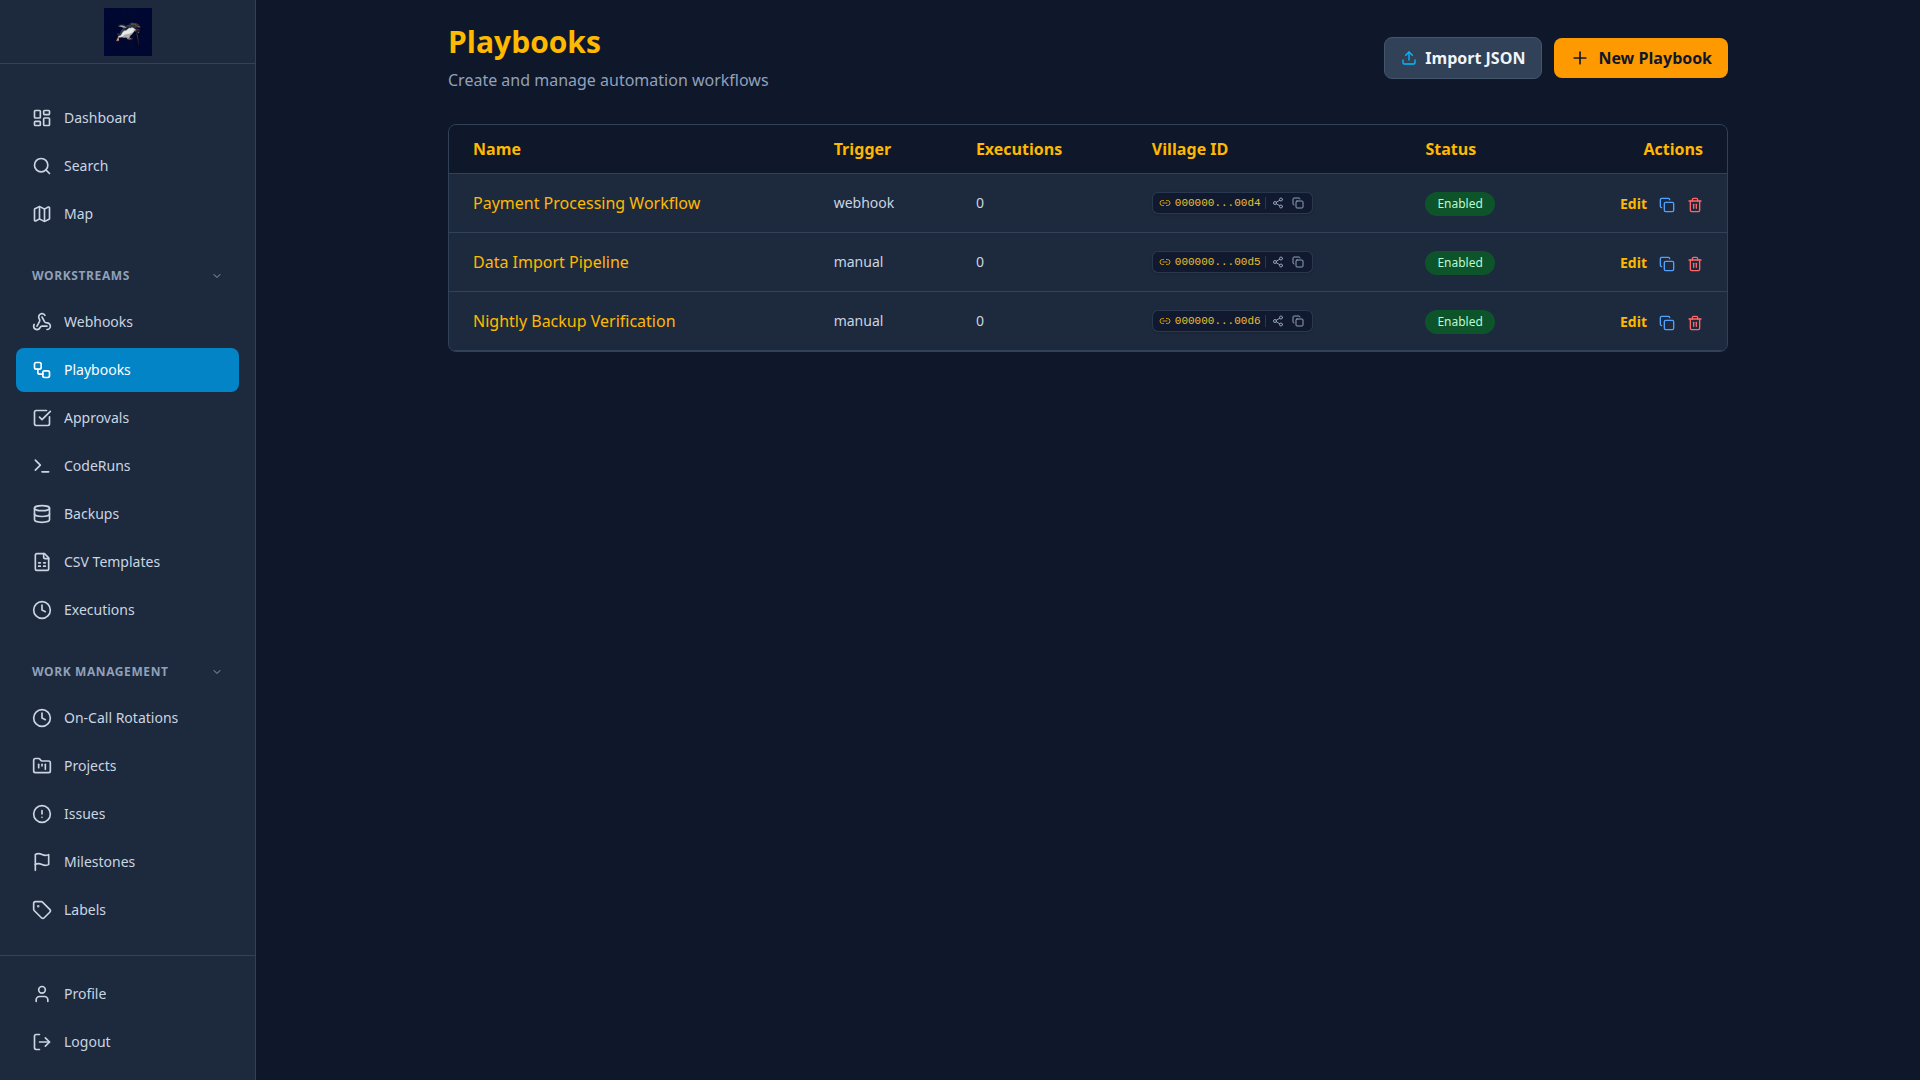 Dashboard
Search
Map
WORKSTREAMS
Webhooks
Playbooks
Approvals
CodeRuns
Backups
CSV Templates
Executions
WORK MANAGEMENT
On-Call Rotations
Projects
Issues
Milestones
Labels
Profile
Logout
Playbooks
Create and manage automation workflows
Import JSON
New Playbook
Name Trigger Executions Village ID Status Actions
Payment Processing Workflow webhook 0 000000...00d4 Enabled Edit
Data Import Pipeline manual 0 000000...00d5 Enabled Edit
Nightly Backup Verification manual 0 000000...00d6 Enabled Edit